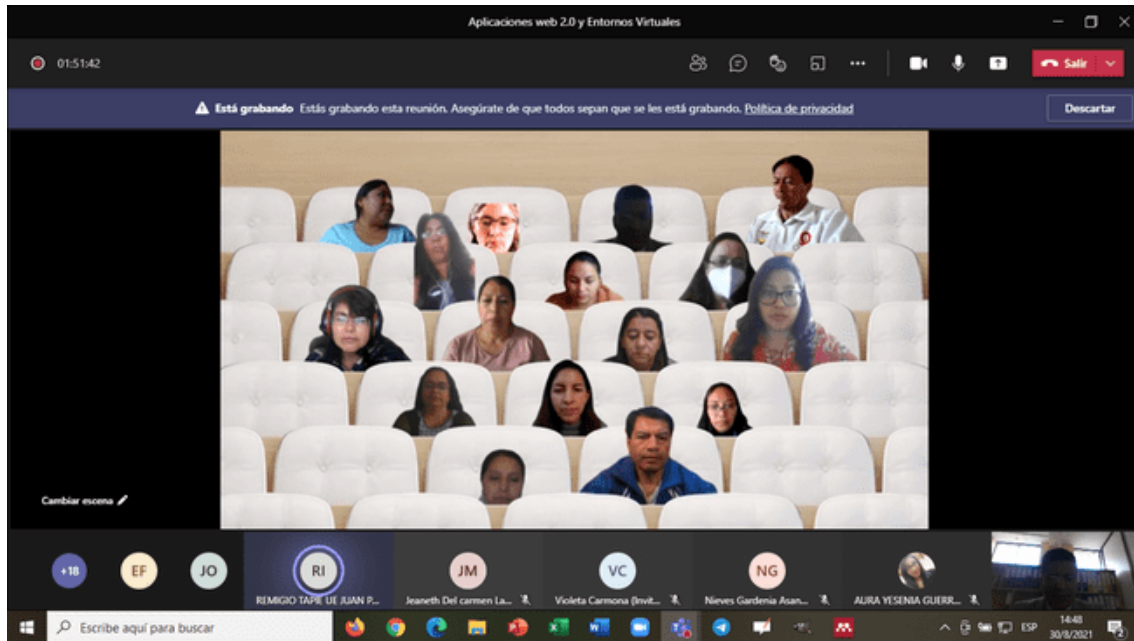 Aplicaciones web 2.0 y Entornos Virtuales
01:51:42
Salir
Está grabando Estás grabando esta reunión. Asegúrate de que todos sepan que se les está grabando. Política de privacidad
Descartar
Cambiar escena
+18
EF
JO
RI
JM
VC
NG
REMIGIO TAPIE UE JUAN P...
Jeaneth Del carmen La...
Violeta Carmona (Invit...
Nieves Gardenia Asan...
AURA YESENIA GUERR...
Escribe aquí para buscar
ESP
14:48
30/8/2021
2